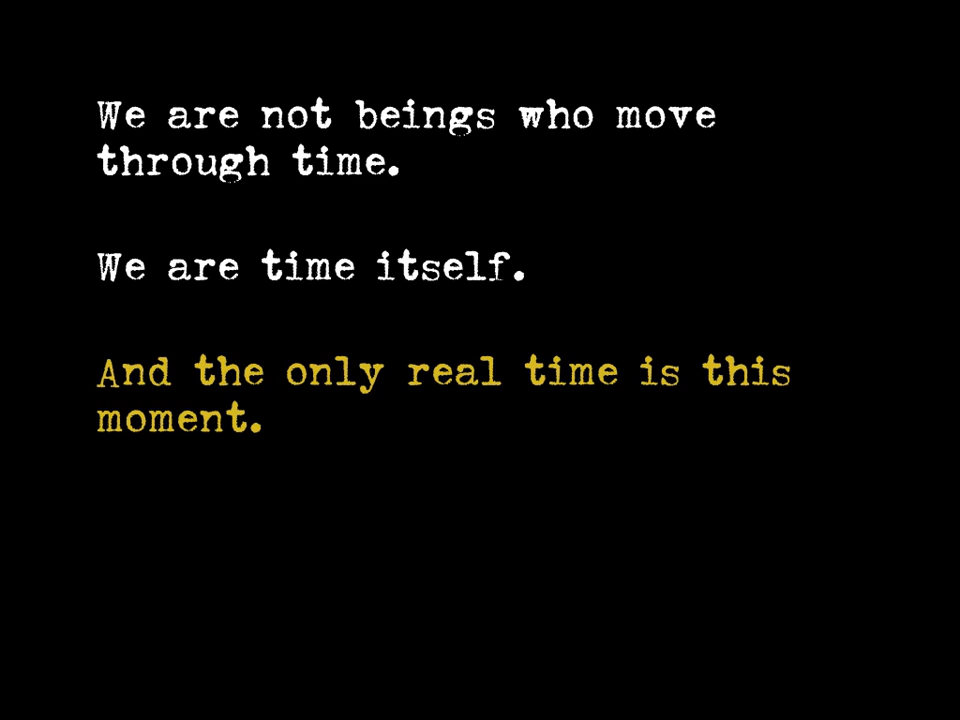 We are not beings who move
through time.
We are time itself.
And the only real time is this
moment.